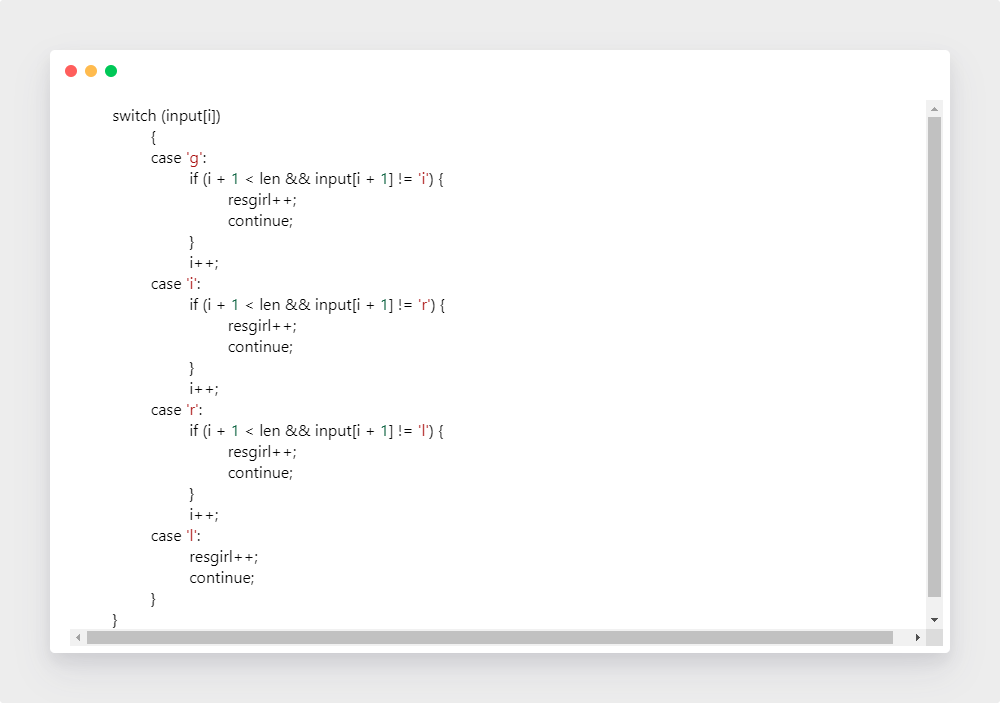 switch (input[i])
{
case 'g':
if (i + 1 < len && input[i + 1] != 'i') {
resgirl++;
continue;
}
i++;
case 'i':
if (i + 1 < len && input[i + 1] != 'r') {
resgirl++;
continue;
}
i++;
case 'r':
if (i + 1 < len && input[i + 1] != 'l') {
resgirl++;
continue;
}
i++;
case 'l':
resgirl++;
continue;
}
}